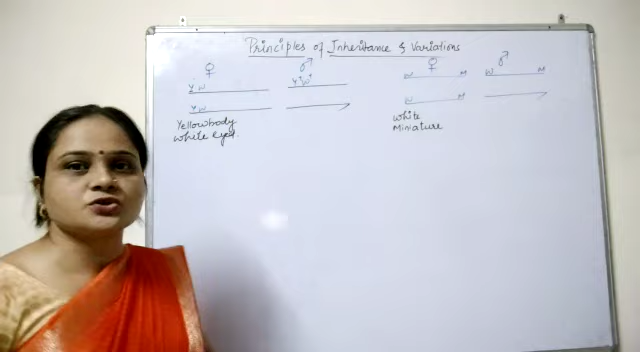 Principles of Inheritance & Variations
♀ ♂ ♀ ♂
y w y⁺ w⁺ w m w m
y w w m
Yellowbody
white eyed.
white
Miniature